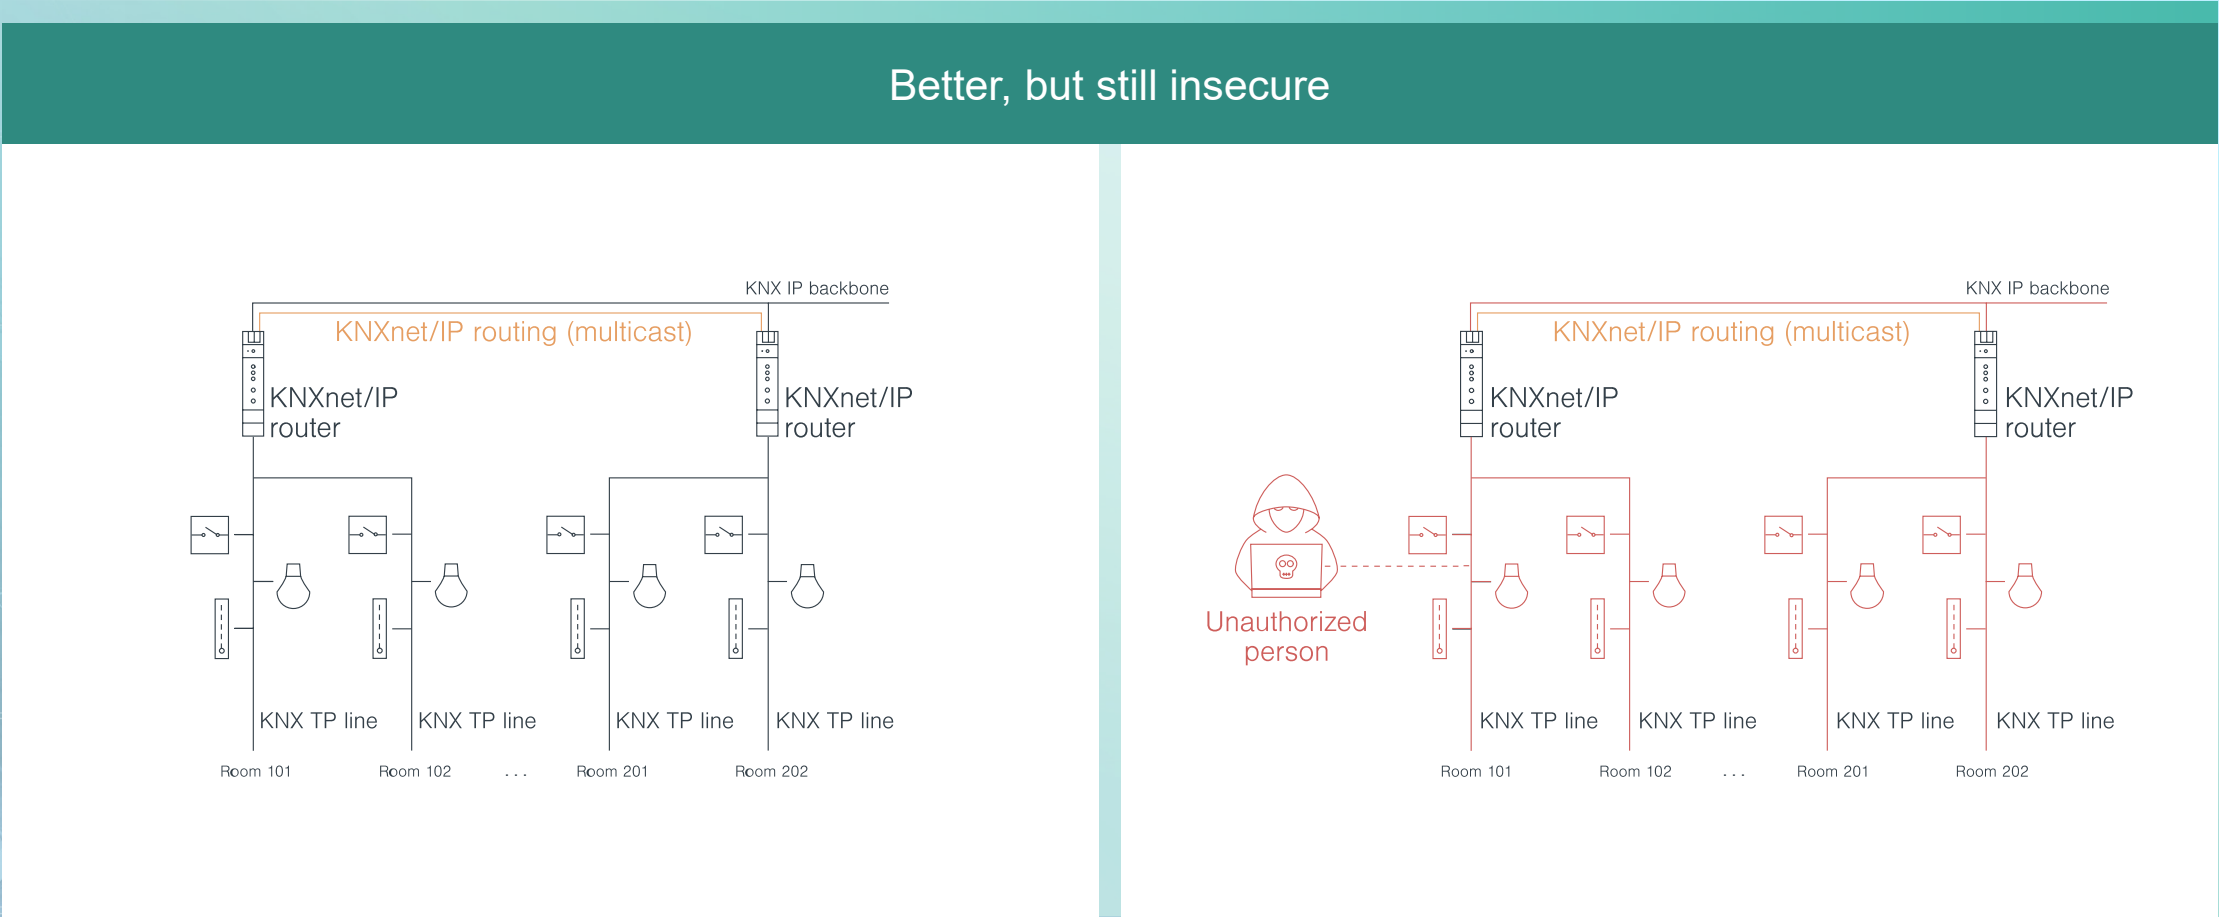 Better, but still insecure
KNX IP backbone
KNXnet/IP routing (multicast)
KNXnet/IP
router
KNXnet/IP
router
KNX TP line
KNX TP line
KNX TP line
KNX TP line
Room 101
Room 102
...
Room 201
Room 202
KNX IP backbone
KNXnet/IP routing (multicast)
KNXnet/IP
router
KNXnet/IP
router
Unauthorized
person
KNX TP line
KNX TP line
KNX TP line
KNX TP line
Room 101
Room 102
...
Room 201
Room 202